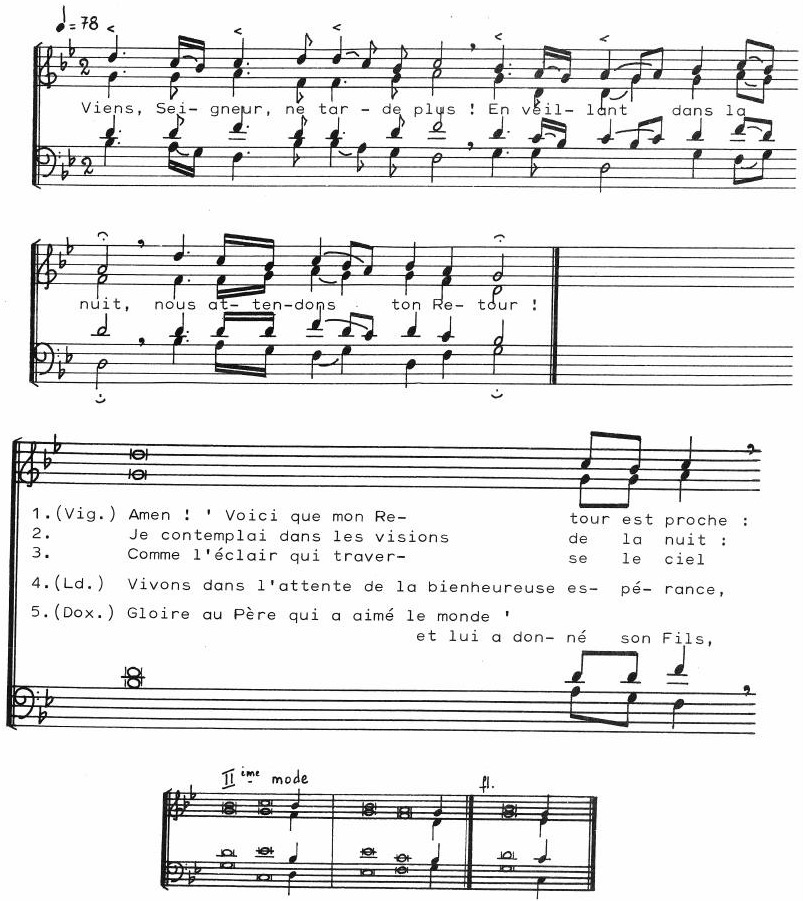 = 78
Viens, Sei- gneur, ne tar - de plus ! En veil- lant dans la
nuit, nous at- ten-dons ton Re- tour !
1.(Vig.) Amen ! ' Voici que mon Re- tour est proche :
2. Je contemplai dans les visions de la nuit :
3. Comme l'éclair qui traver- se le ciel
4.(Ld.) Vivons dans l'attente de la bienheureuse es- pé- rance,
5.(Dox.) Gloire au Père qui a aimé le monde '
et lui a don- né son Fils,
II ème mode fl.